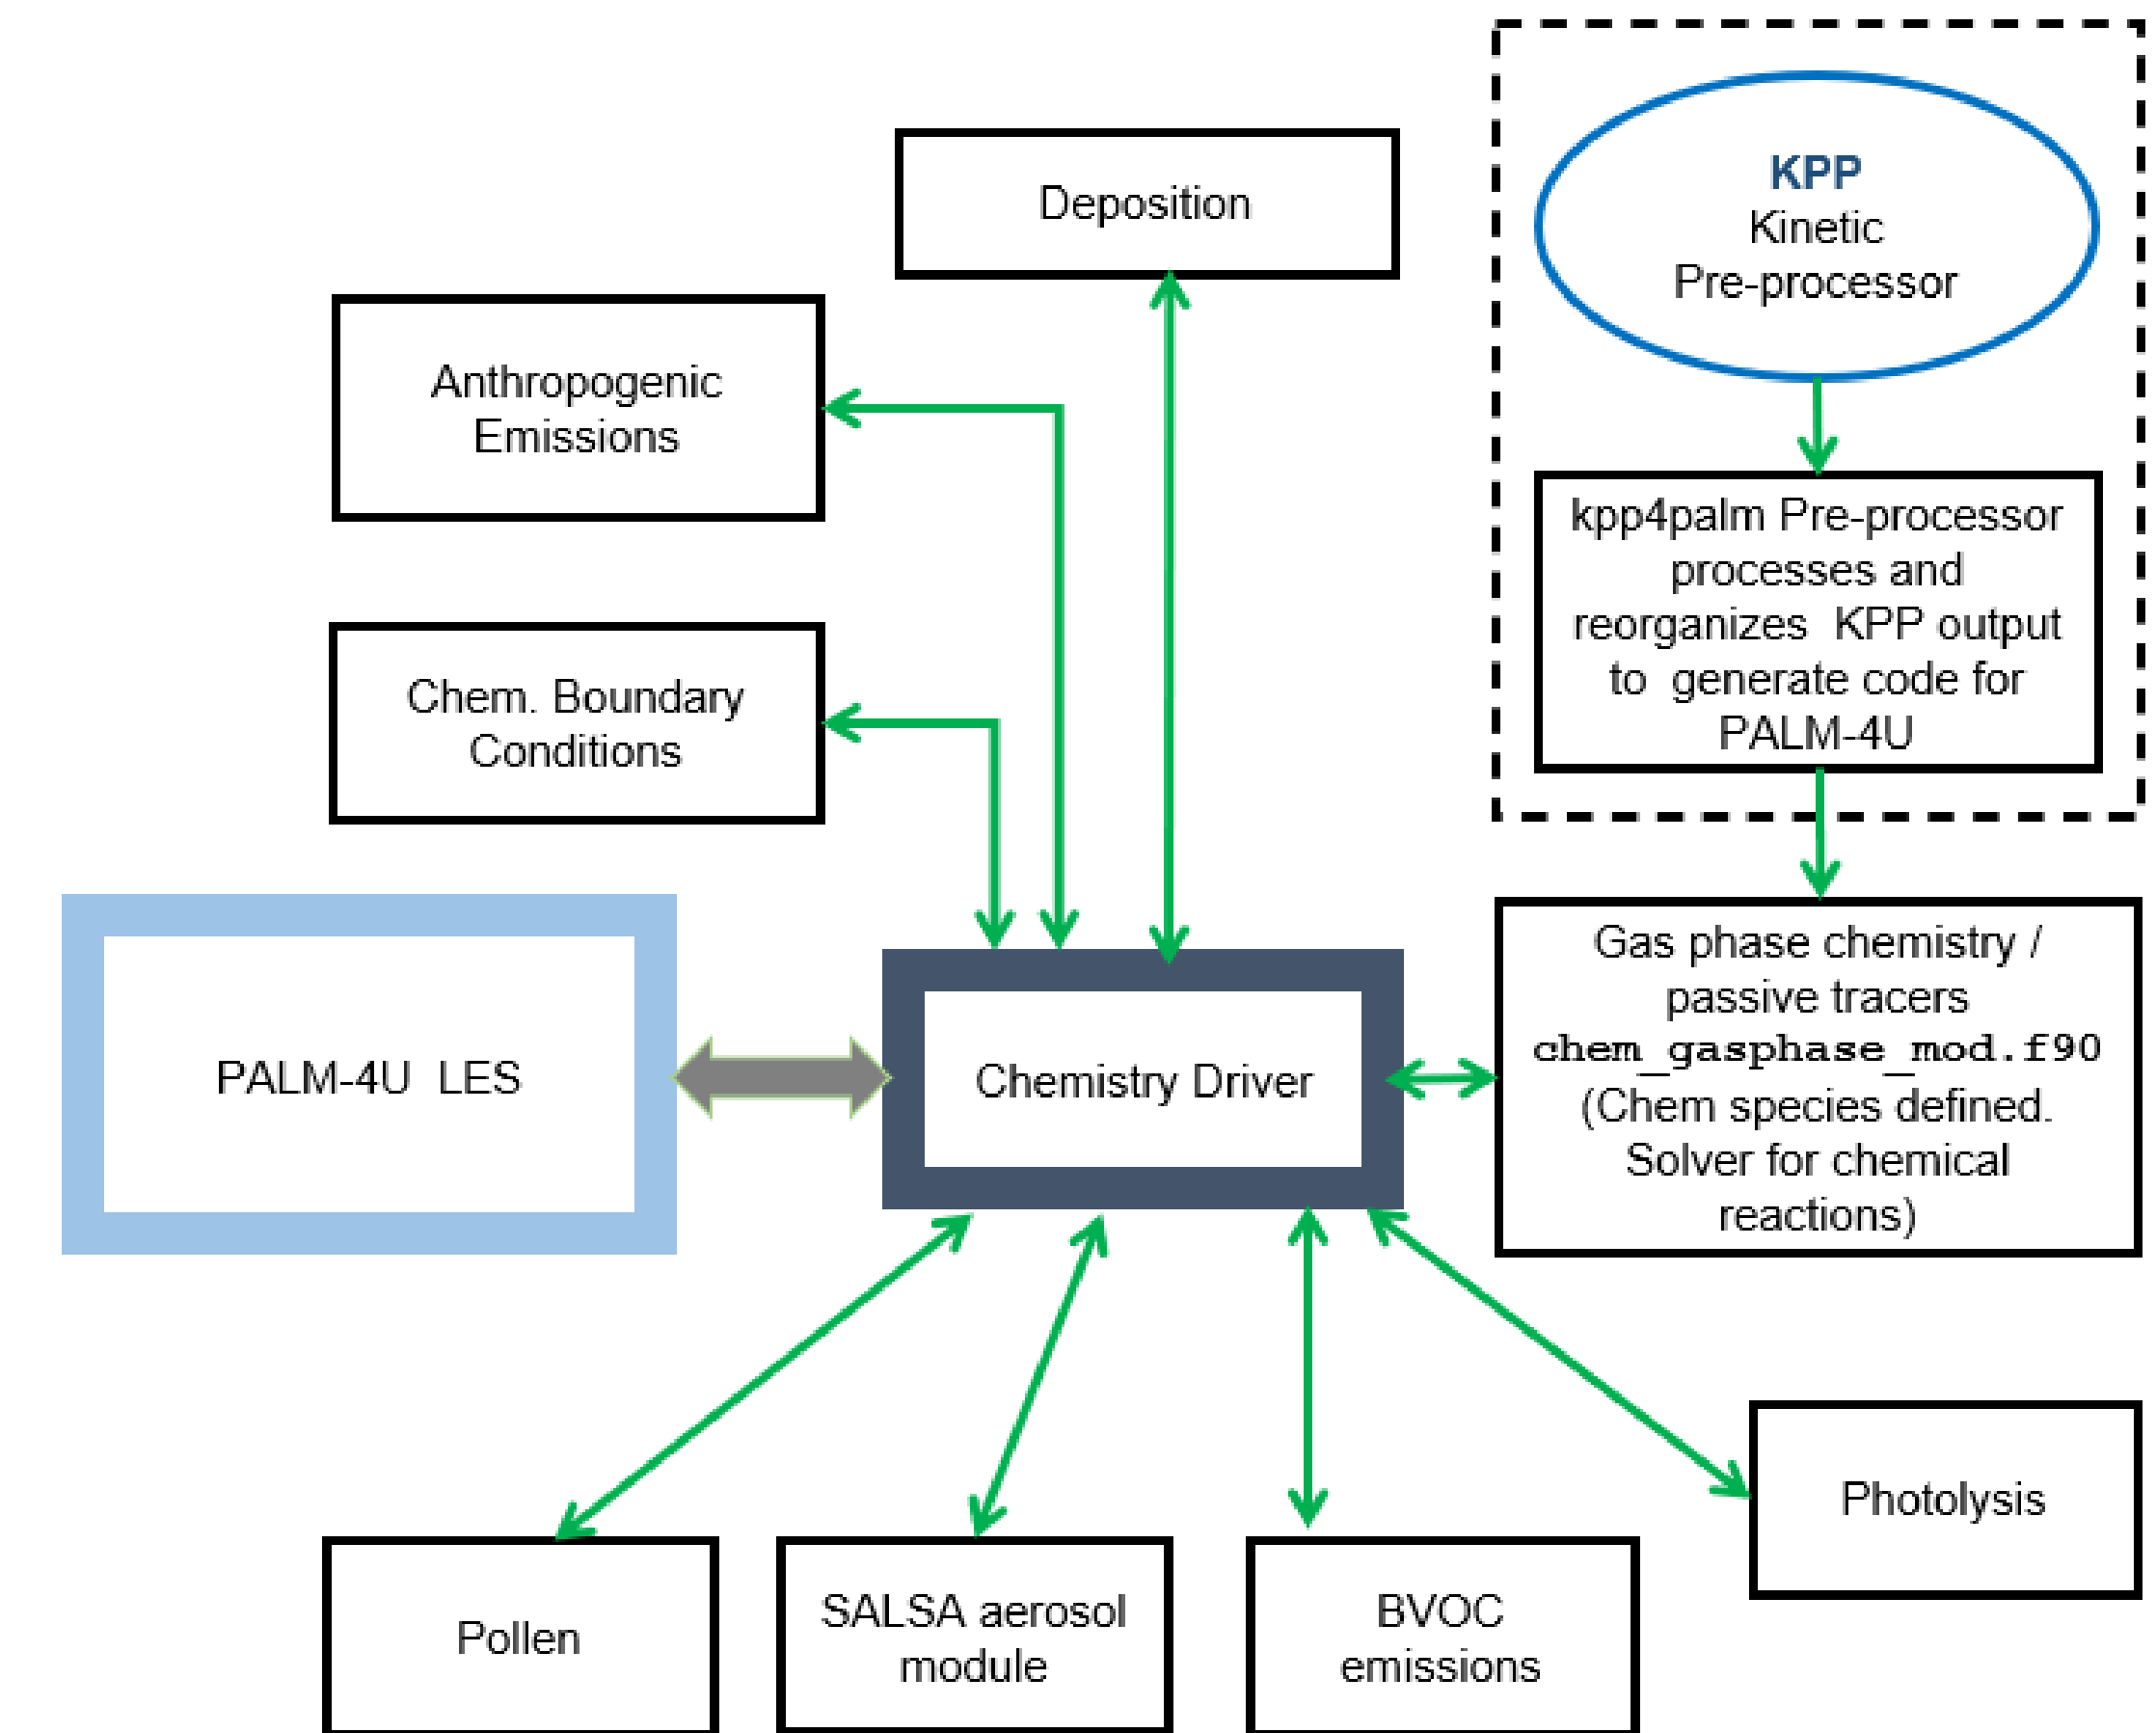 Deposition
KPP
Kinetic
Pre-processor
Anthropogenic
Emissions
kpp4palm Pre-processor
processes and
reorganizes KPP output
to generate code for
PALM-4U
Chem. Boundary
Conditions
Gas phase chemistry /
passive tracers
chem_gasphase_mod.f90
(Chem species defined.
Solver for chemical
reactions)
PALM-4U LES
Chemistry Driver
Photolysis
Pollen
SALSA aerosol
module
BVOC
emissions